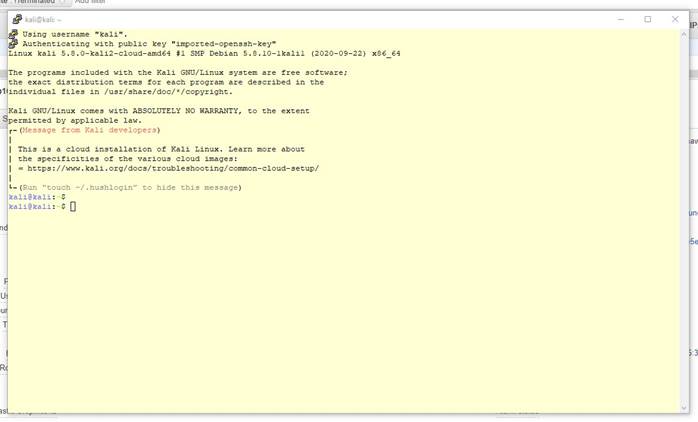 Terminated
Add filter
kali@kali: ~
Using username "kali".
Authenticating with public key "imported-openssh-key"
Linux kali 5.8.0-kali2-cloud-amd64 #1 SMP Debian 5.8.10-1kali1 (2020-09-22) x86_64
The programs included with the Kali GNU/Linux system are free software;
the exact distribution terms for each program are described in the
individual files in /usr/share/doc/*/copyright.
Kali GNU/Linux comes with ABSOLUTELY NO WARRANTY, to the extent
permitted by applicable law.
┌─(Message from Kali developers)
│
│ This is a cloud installation of Kali Linux. Learn more about
│ the specificities of the various cloud images:
│ ⇒ https://www.kali.org/docs/troubleshooting/common-cloud-setup/
│
└─(Run "touch ~/.hushlogin" to hide this message)
kali@kali:~$
kali@kali:~$